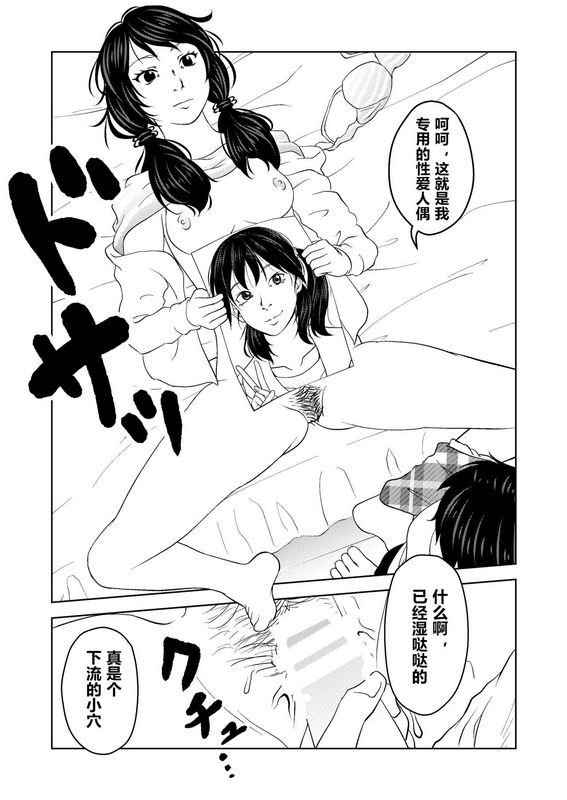 呵呵，这就是我
专用的性爱人偶
ドサッ
什么啊，
已经湿哒哒的
真是个
下流的小穴
クチュ…